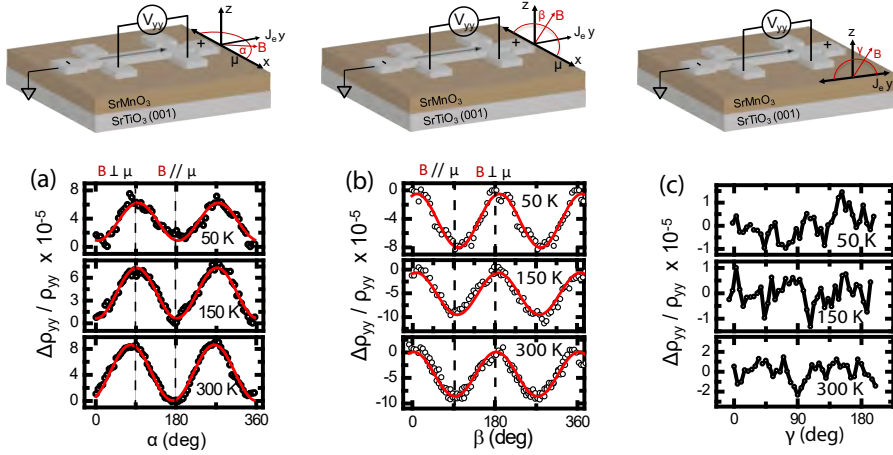 V_yy
z
J_e y
B
α
+
-
μ
x
SrMnO₃
SrTiO₃ (001)
V_yy
z
β
B
J_e y
+
-
μ
x
SrMnO₃
SrTiO₃ (001)
V_yy
z
γ
B
+
-
J_e y
SrMnO₃
SrTiO₃ (001)
(a)
B ⊥ μ
B // μ
Δρ_yy / ρ_yy x 10⁻⁵
8
4
0
50 K
8
4
0
150 K
8
4
0
300 K
0
180
360
α (deg)
(b)
B // μ
B ⊥ μ
Δρ_yy / ρ_yy x 10⁻⁵
0
-4
-8
50 K
0
-5
-10
150 K
0
-5
-10
300 K
0
180
360
β (deg)
(c)
Δρ_yy / ρ_yy x 10⁻⁵
1
0
-1
50 K
1
0
-1
150 K
2
0
-2
300 K
0
90
180
γ (deg)